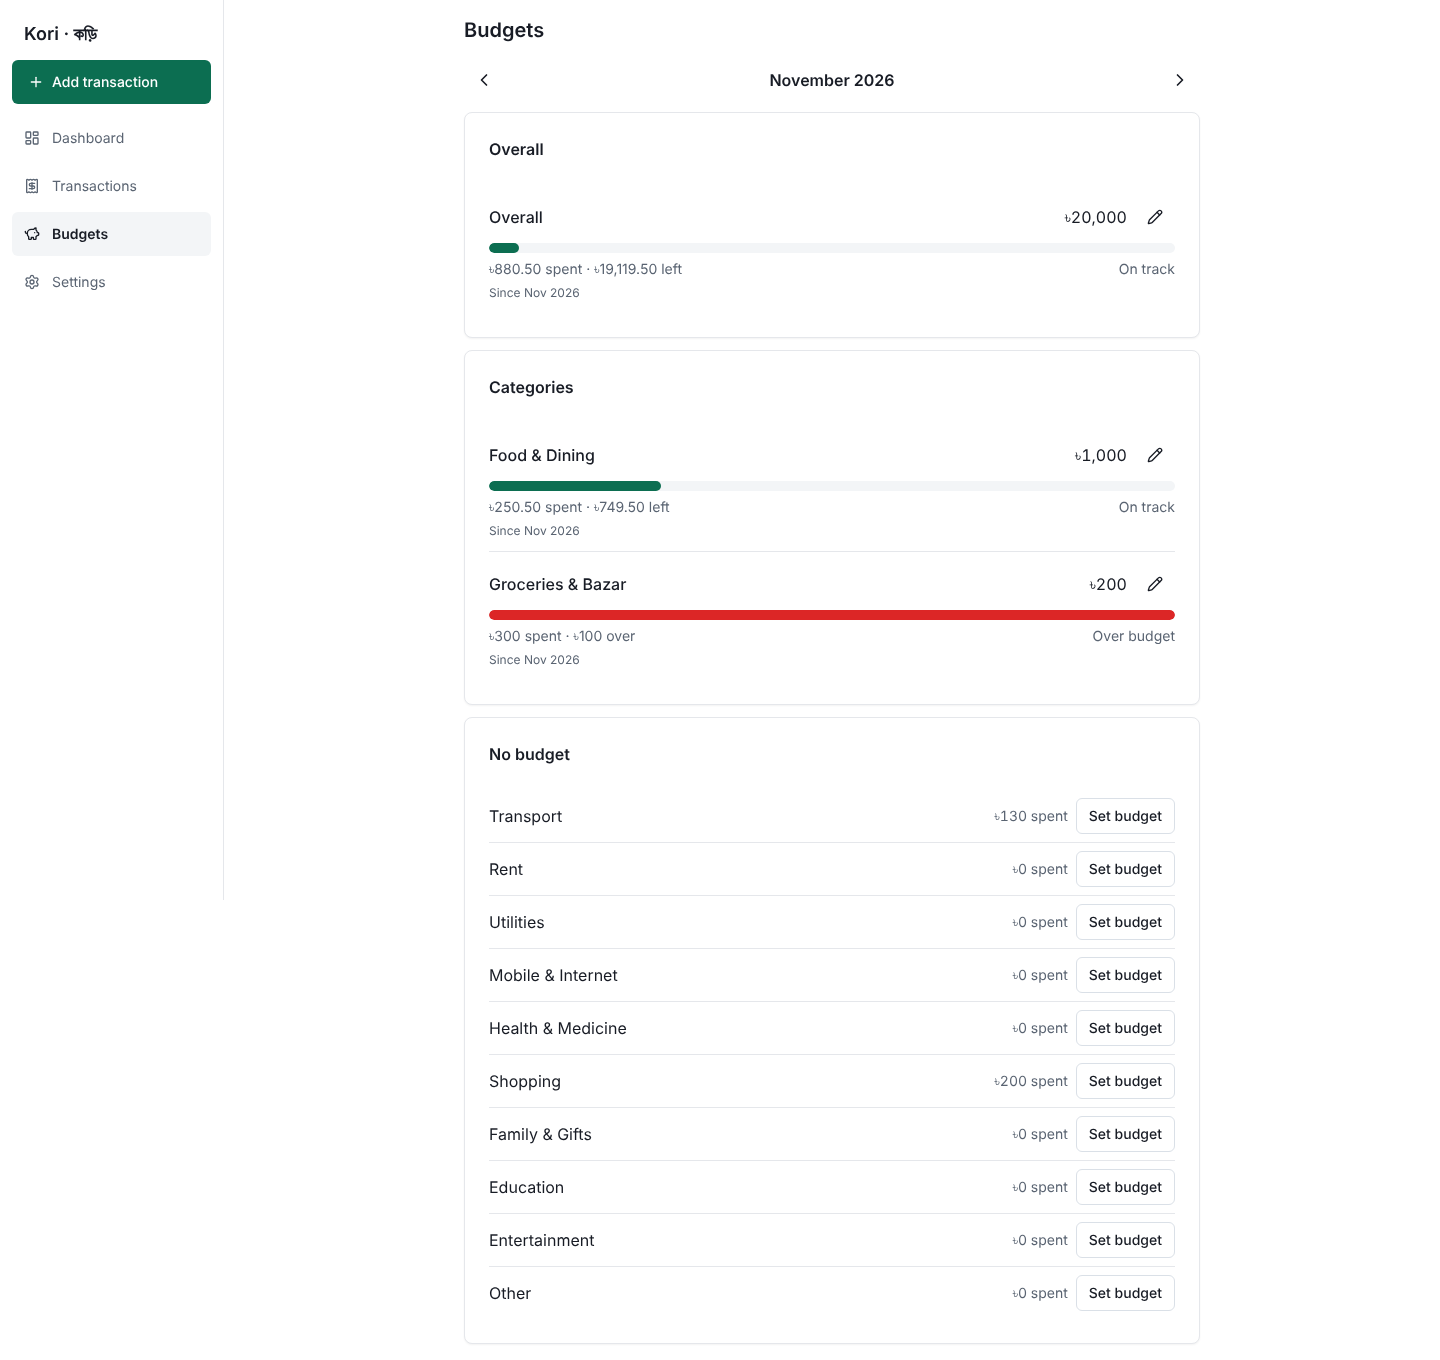 Kori · কড়ি
Add transaction
Dashboard
Transactions
Budgets
Settings
Budgets
November 2026
Overall
Overall ৳20,000
৳880.50 spent · ৳19,119.50 left On track
Since Nov 2026
Categories
Food & Dining ৳1,000
৳250.50 spent · ৳749.50 left On track
Since Nov 2026
Groceries & Bazar ৳200
৳300 spent · ৳100 over Over budget
Since Nov 2026
No budget
Transport ৳130 spent Set budget
Rent ৳0 spent Set budget
Utilities ৳0 spent Set budget
Mobile & Internet ৳0 spent Set budget
Health & Medicine ৳0 spent Set budget
Shopping ৳200 spent Set budget
Family & Gifts ৳0 spent Set budget
Education ৳0 spent Set budget
Entertainment ৳0 spent Set budget
Other ৳0 spent Set budget